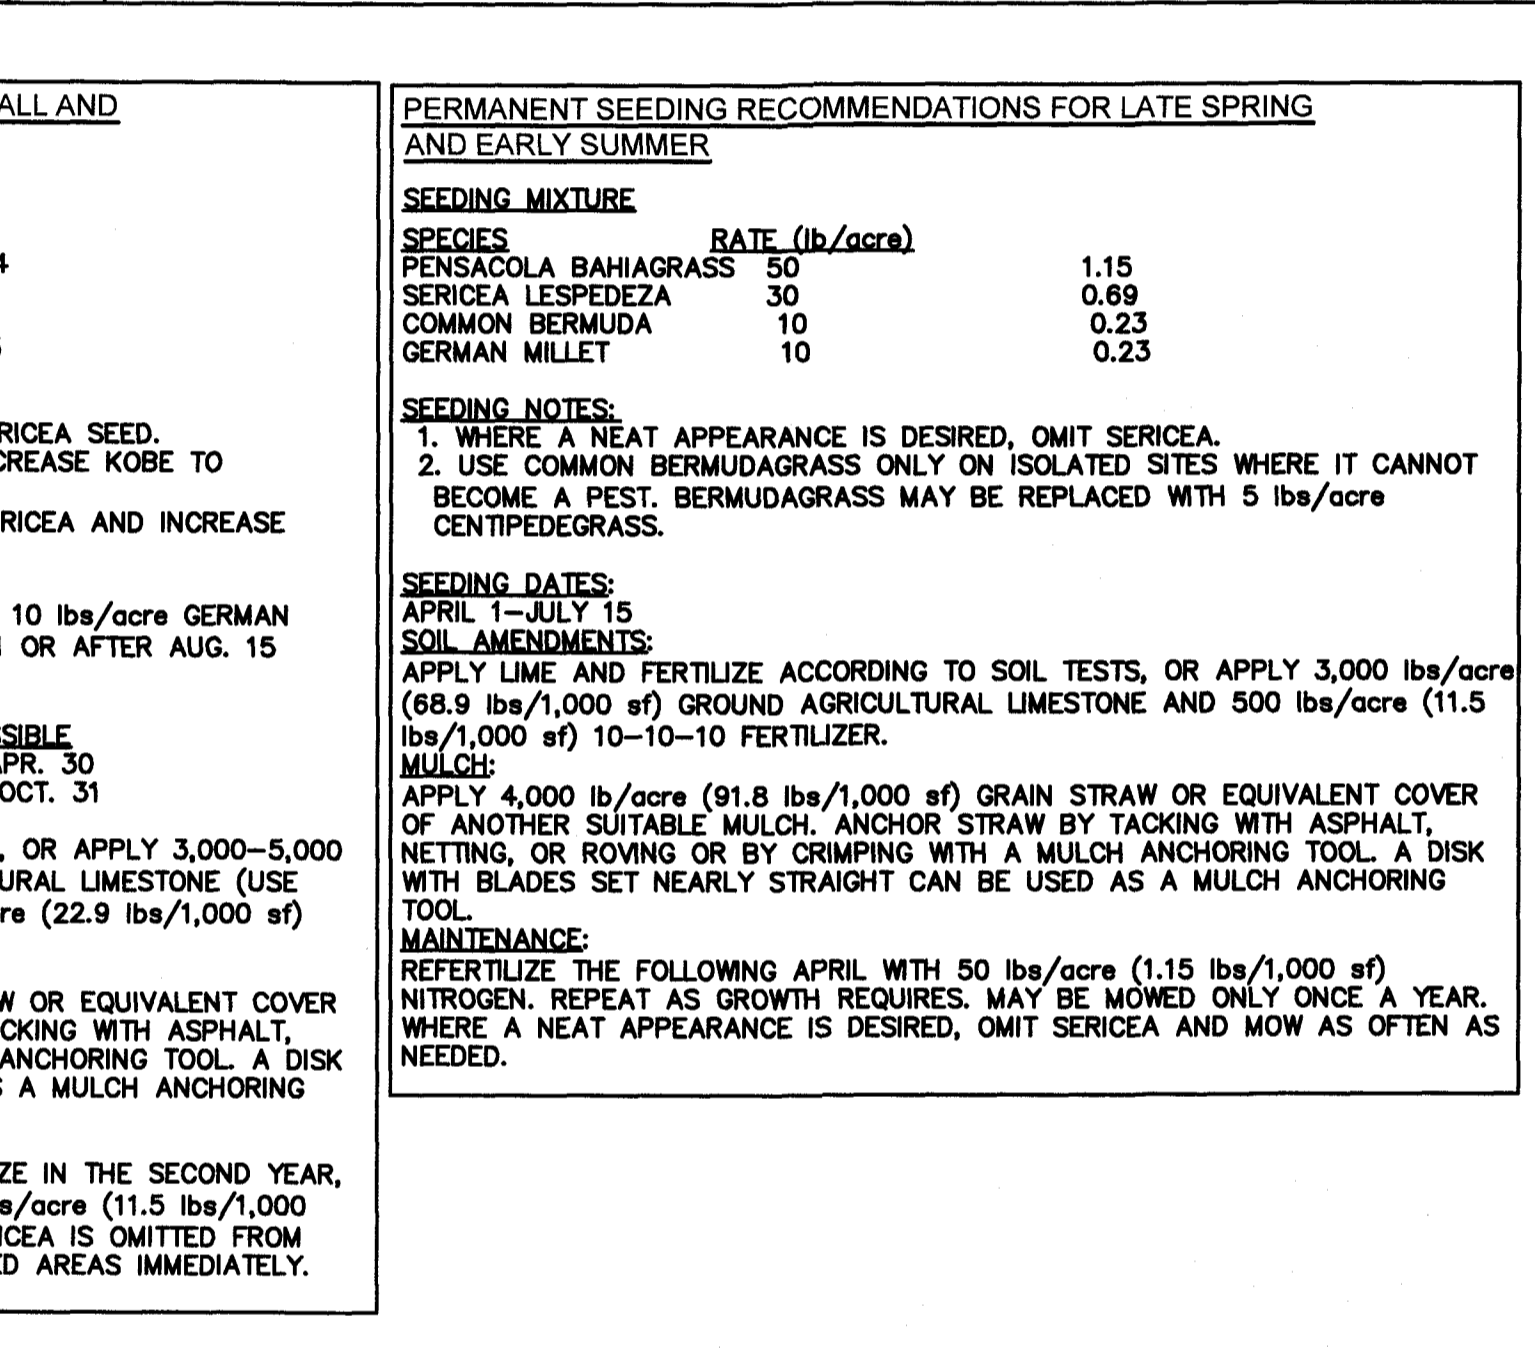 ALL AND
4
RICEA SEED.
CREASE KOBE TO
RICEA AND INCREASE
10 lbs/acre GERMAN
OR AFTER AUG. 15
SSIBLE
APR. 30
OCT. 31
, OR APPLY 3,000-5,000
URAL LIMESTONE (USE
re (22.9 lbs/1,000 sf)
W OR EQUIVALENT COVER
CKING WITH ASPHALT,
ANCHORING TOOL. A DISK
S A MULCH ANCHORING
ZE IN THE SECOND YEAR,
s/acre (11.5 lbs/1,000
ICEA IS OMITTED FROM
ED AREAS IMMEDIATELY.
PERMANENT SEEDING RECOMMENDATIONS FOR LATE SPRING
AND EARLY SUMMER
SEEDING MIXTURE
SPECIES RATE (lb/acre)
PENSACOLA BAHIAGRASS 50 1.15
SERICEA LESPEDEZA 30 0.69
COMMON BERMUDA 10 0.23
GERMAN MILLET 10 0.23
SEEDING NOTES:
1. WHERE A NEAT APPEARANCE IS DESIRED, OMIT SERICEA.
2. USE COMMON BERMUDAGRASS ONLY ON ISOLATED SITES WHERE IT CANNOT
BECOME A PEST. BERMUDAGRASS MAY BE REPLACED WITH 5 lbs/acre
CENTIPEDEGRASS.
SEEDING DATES:
APRIL 1-JULY 15
SOIL AMENDMENTS:
APPLY LIME AND FERTILIZE ACCORDING TO SOIL TESTS, OR APPLY 3,000 lbs/acre
(68.9 lbs/1,000 sf) GROUND AGRICULTURAL LIMESTONE AND 500 lbs/acre (11.5
lbs/1,000 sf) 10-10-10 FERTILIZER.
MULCH:
APPLY 4,000 lb/acre (91.8 lbs/1,000 sf) GRAIN STRAW OR EQUIVALENT COVER
OF ANOTHER SUITABLE MULCH. ANCHOR STRAW BY TACKING WITH ASPHALT,
NETTING, OR ROVING OR BY CRIMPING WITH A MULCH ANCHORING TOOL. A DISK
WITH BLADES SET NEARLY STRAIGHT CAN BE USED AS A MULCH ANCHORING
TOOL.
MAINTENANCE:
REFERTILIZE THE FOLLOWING APRIL WITH 50 lbs/acre (1.15 lbs/1,000 sf)
NITROGEN. REPEAT AS GROWTH REQUIRES. MAY BE MOWED ONLY ONCE A YEAR.
WHERE A NEAT APPEARANCE IS DESIRED, OMIT SERICEA AND MOW AS OFTEN AS
NEEDED.